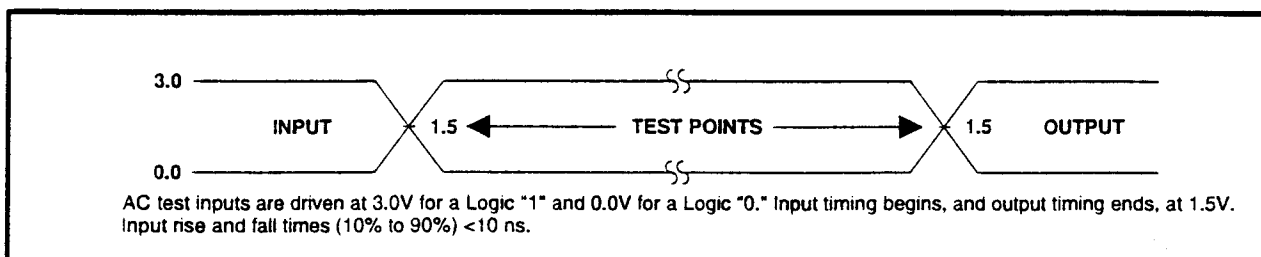 3.0
INPUT 1.5 TEST POINTS 1.5 OUTPUT
0.0
AC test inputs are driven at 3.0V for a Logic "1" and 0.0V for a Logic "0." Input timing begins, and output timing ends, at 1.5V.
Input rise and fall times (10% to 90%) <10 ns.